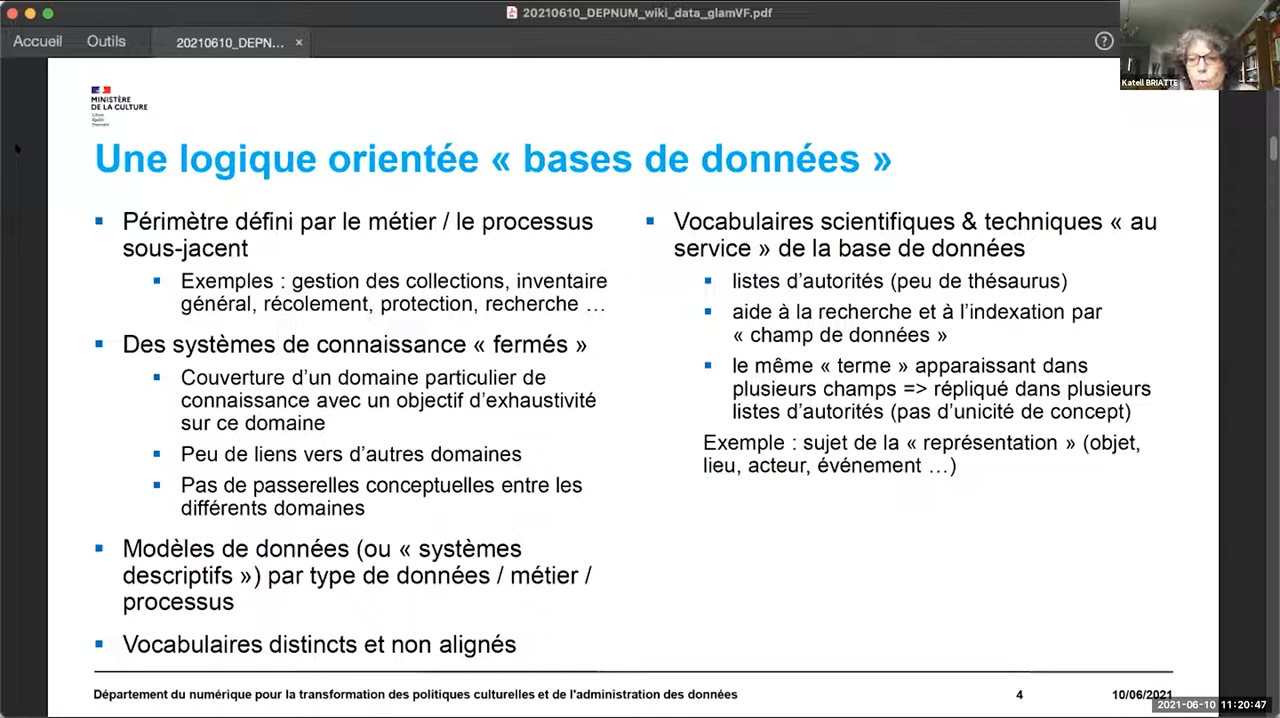 20210610_DEPNUM_wiki_data_glamVF.pdf
Accueil
Outils
20210610_DEPN... ×
?
Katell BRIATTE
MINISTÈRE
DE LA CULTURE
Liberté
Égalité
Fraternité
Une logique orientée « bases de données »
Périmètre défini par le métier / le processus
sous-jacent
Exemples : gestion des collections, inventaire
général, récolement, protection, recherche …
Des systèmes de connaissance « fermés »
Couverture d’un domaine particulier de
connaissance avec un objectif d’exhaustivité
sur ce domaine
Peu de liens vers d’autres domaines
Pas de passerelles conceptuelles entre les
différents domaines
Modèles de données (ou « systèmes
descriptifs ») par type de données / métier /
processus
Vocabulaires distincts et non alignés
Vocabulaires scientifiques & techniques « au
service » de la base de données
listes d’autorités (peu de thésaurus)
aide à la recherche et à l’indexation par
« champ de données »
le même « terme » apparaissant dans
plusieurs champs => répliqué dans plusieurs
listes d’autorités (pas d’unicité de concept)
Exemple : sujet de la « représentation » (objet,
lieu, acteur, événement …)
Département du numérique pour la transformation des politiques culturelles et de l'administration des données
4
10/06/2021
2021-06-10 11:20:47